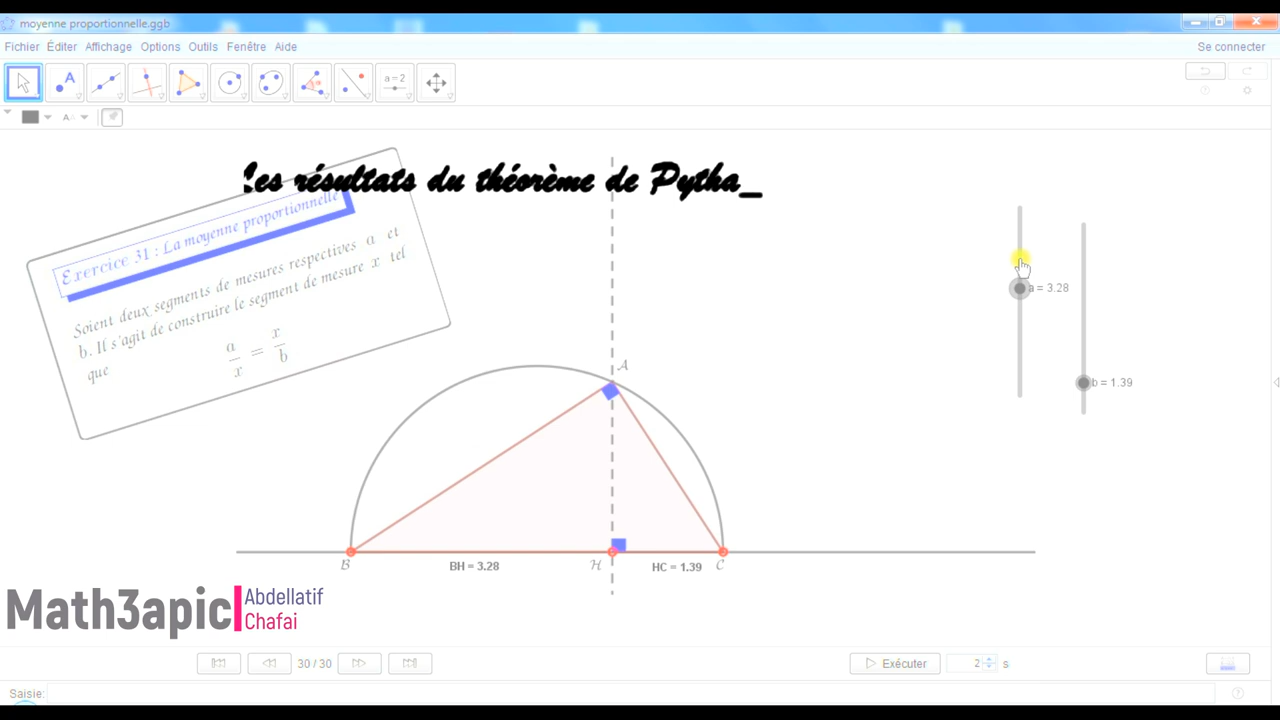 moyenne proportionnelle.ggb
Fichier Éditer Affichage Options Outils Fenêtre Aide
Se connecter
A
a = 2
AA
Les résultats du théorème de Pytha_
Exercice 31 : La moyenne proportionnelle
Soient deux segments de mesures respectives a et
b. Il s'agit de construire le segment de mesure x tel
que
a/x = x/b
a = 3.28
b = 1.39
A
B
BH = 3.28
H
HC = 1.39
C
Math3apic
Abdellatif
Chafai
30 / 30
Exécuter
2 s
Saisie: